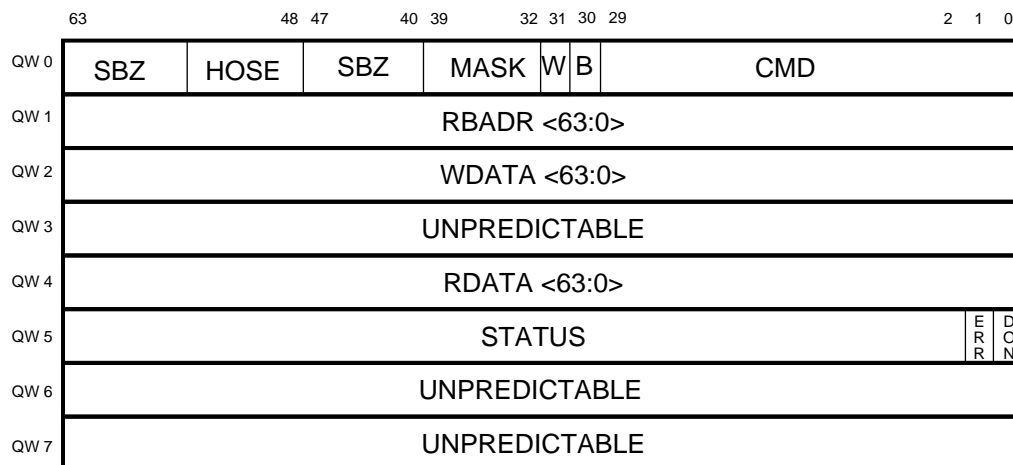 63 48 47 40 39 32 31 30 29 2 1 0
QW 0 SBZ HOSE SBZ MASK W B CMD
QW 1 RBADR <63:0>
QW 2 WDATA <63:0>
QW 3 UNPREDICTABLE
QW 4 RDATA <63:0>
QW 5 STATUS ERR DON
QW 6 UNPREDICTABLE
QW 7 UNPREDICTABLE